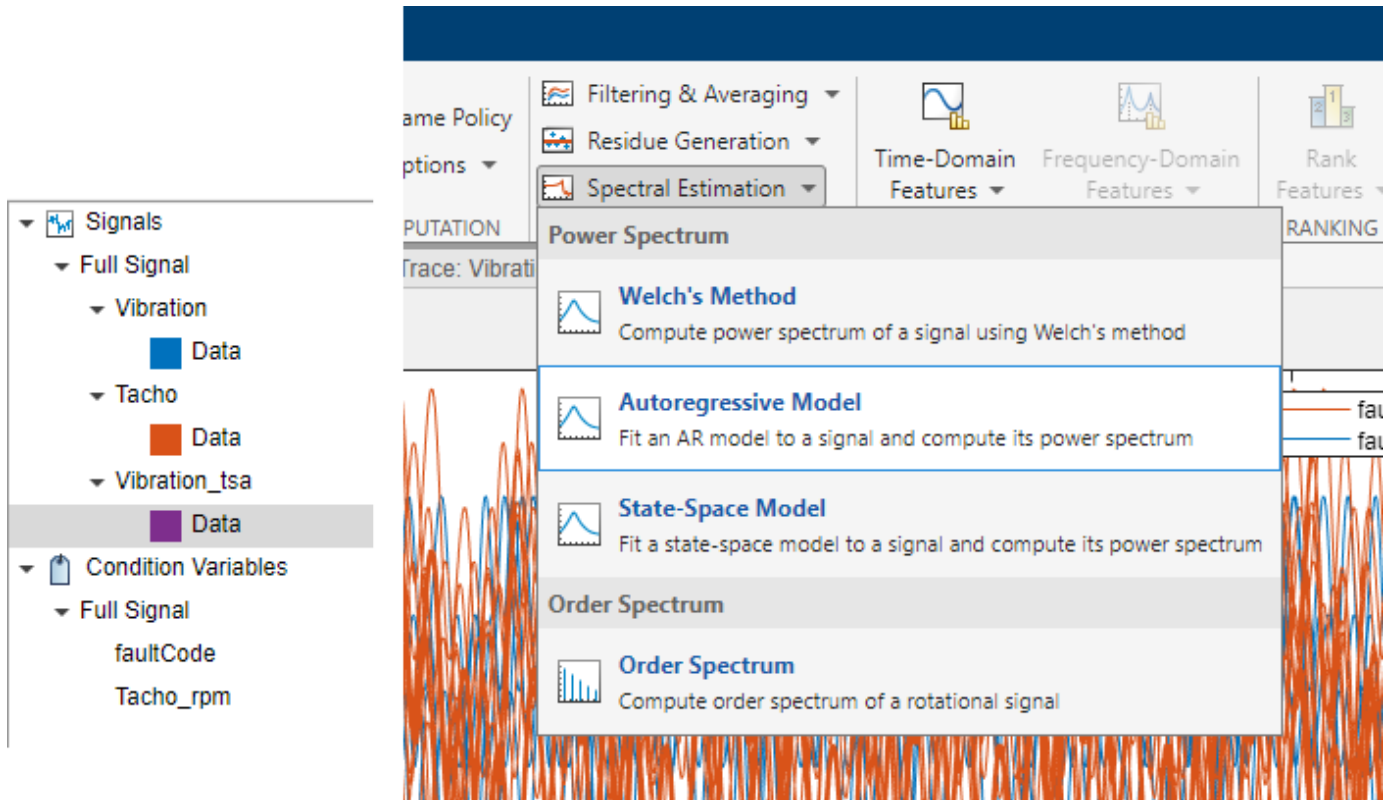 Signals
Full Signal
Vibration
Data
Tacho
Data
Vibration_tsa
Data
Condition Variables
Full Signal
faultCode
Tacho_rpm
ame Policy
ptions
PUTATION
Filtering & Averaging
Residue Generation
Spectral Estimation
Time-Domain
Features
Frequency-Domain
Features
1
2
3
Rank
Features
RANKING
Trace: Vibrati
Power Spectrum
Welch's Method
Compute power spectrum of a signal using Welch's method
Autoregressive Model
Fit an AR model to a signal and compute its power spectrum
State-Space Model
Fit a state-space model to a signal and compute its power spectrum
Order Spectrum
Order Spectrum
Compute order spectrum of a rotational signal
fau
fau